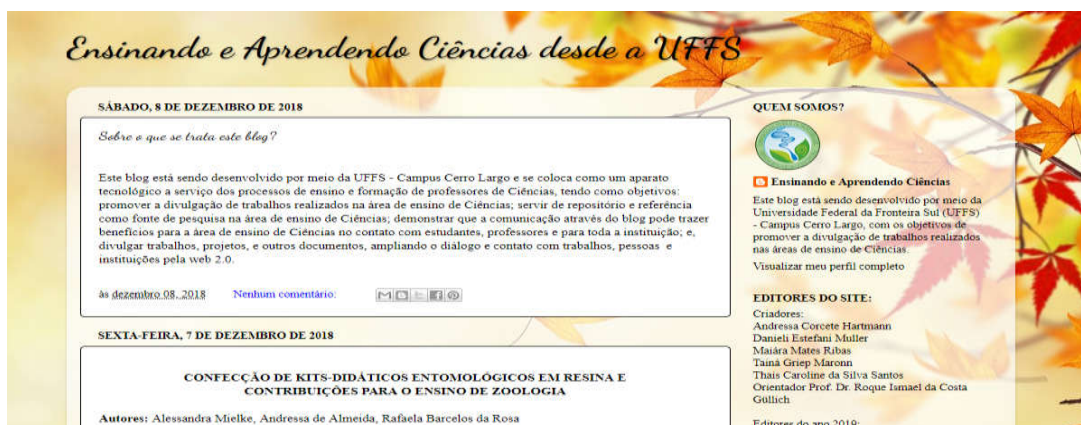 Ensinando e Aprendendo Ciências desde a UFFS
SÁBADO, 8 DE DEZEMBRO DE 2018
Sobre o que se trata este blog?
Este blog está sendo desenvolvido por meio da UFFS - Campus Cerro Largo e se coloca como um aparato
tecnológico a serviço dos processos de ensino e formação de professores de Ciências, tendo como objetivos:
promover a divulgação de trabalhos realizados na área de ensino de Ciências; servir de repositório e referência
como fonte de pesquisa na área de ensino de Ciências; demonstrar que a comunicação através do blog pode trazer
benefícios para a área de ensino de Ciências no contato com estudantes, professores e para toda a instituição; e,
divulgar trabalhos, projetos, e outros documentos, ampliando o diálogo e contato com trabalhos, pessoas e
instituições pela web 2.0.
às dezembro 08, 2018 Nenhum comentário:
SEXTA-FEIRA, 7 DE DEZEMBRO DE 2018
CONFECÇÃO DE KITS-DIDÁTICOS ENTOMOLÓGICOS EM RESINA E
CONTRIBUIÇÕES PARA O ENSINO DE ZOOLOGIA
Autores: Alessandra Mielke, Andressa de Almeida, Rafaela Barcelos da Rosa
QUEM SOMOS?
Ensinando e Aprendendo Ciências
Este blog está sendo desenvolvido por meio da
Universidade Federal da Fronteira Sul (UFFS)
- Campus Cerro Largo, com os objetivos de
promover a divulgação de trabalhos realizados
nas áreas de ensino de Ciências.
Visualizar meu perfil completo
EDITORES DO SITE:
Criadores:
Andressa Corcete Hartmann
Danieli Estefani Muller
Maiára Mates Ribas
Tainá Griep Maronn
Thais Caroline da Silva Santos
Orientador Prof. Dr. Roque Ismael da Costa
Güllich
Editores do ano 2019: